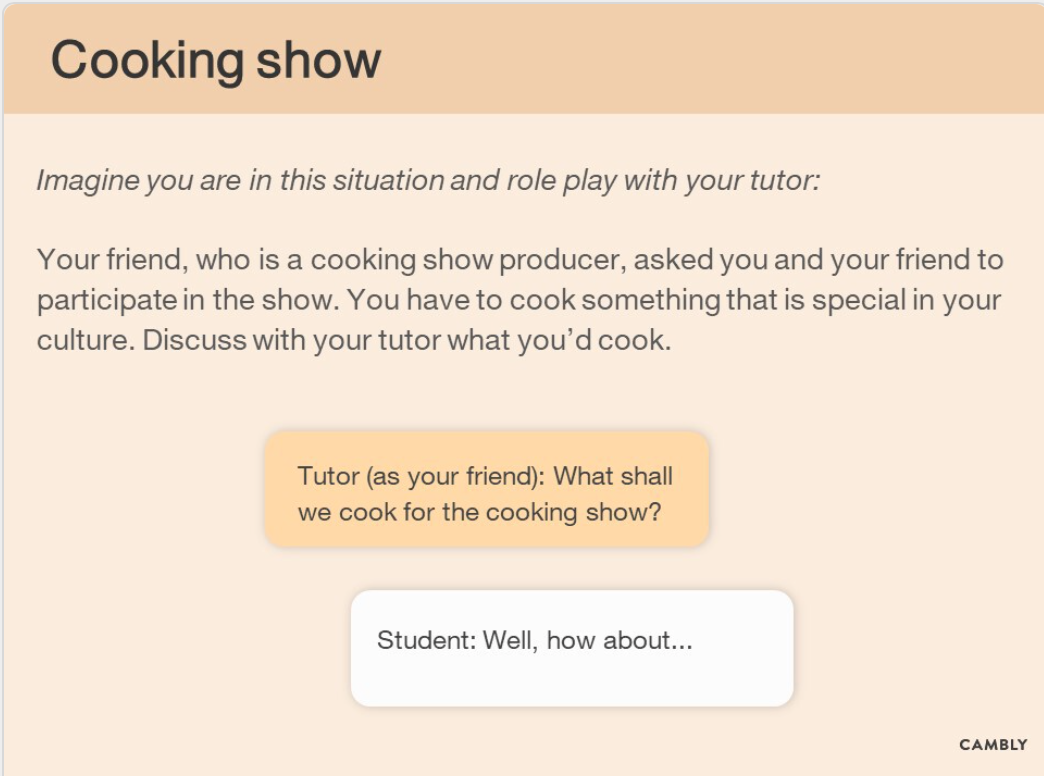 Cooking show
Imagine you are in this situation and role play with your tutor:
Your friend, who is a cooking show producer, asked you and your friend to
participate in the show. You have to cook something that is special in your
culture. Discuss with your tutor what you’d cook.
Tutor (as your friend): What shall
we cook for the cooking show?
Student: Well, how about...
CAMBLY